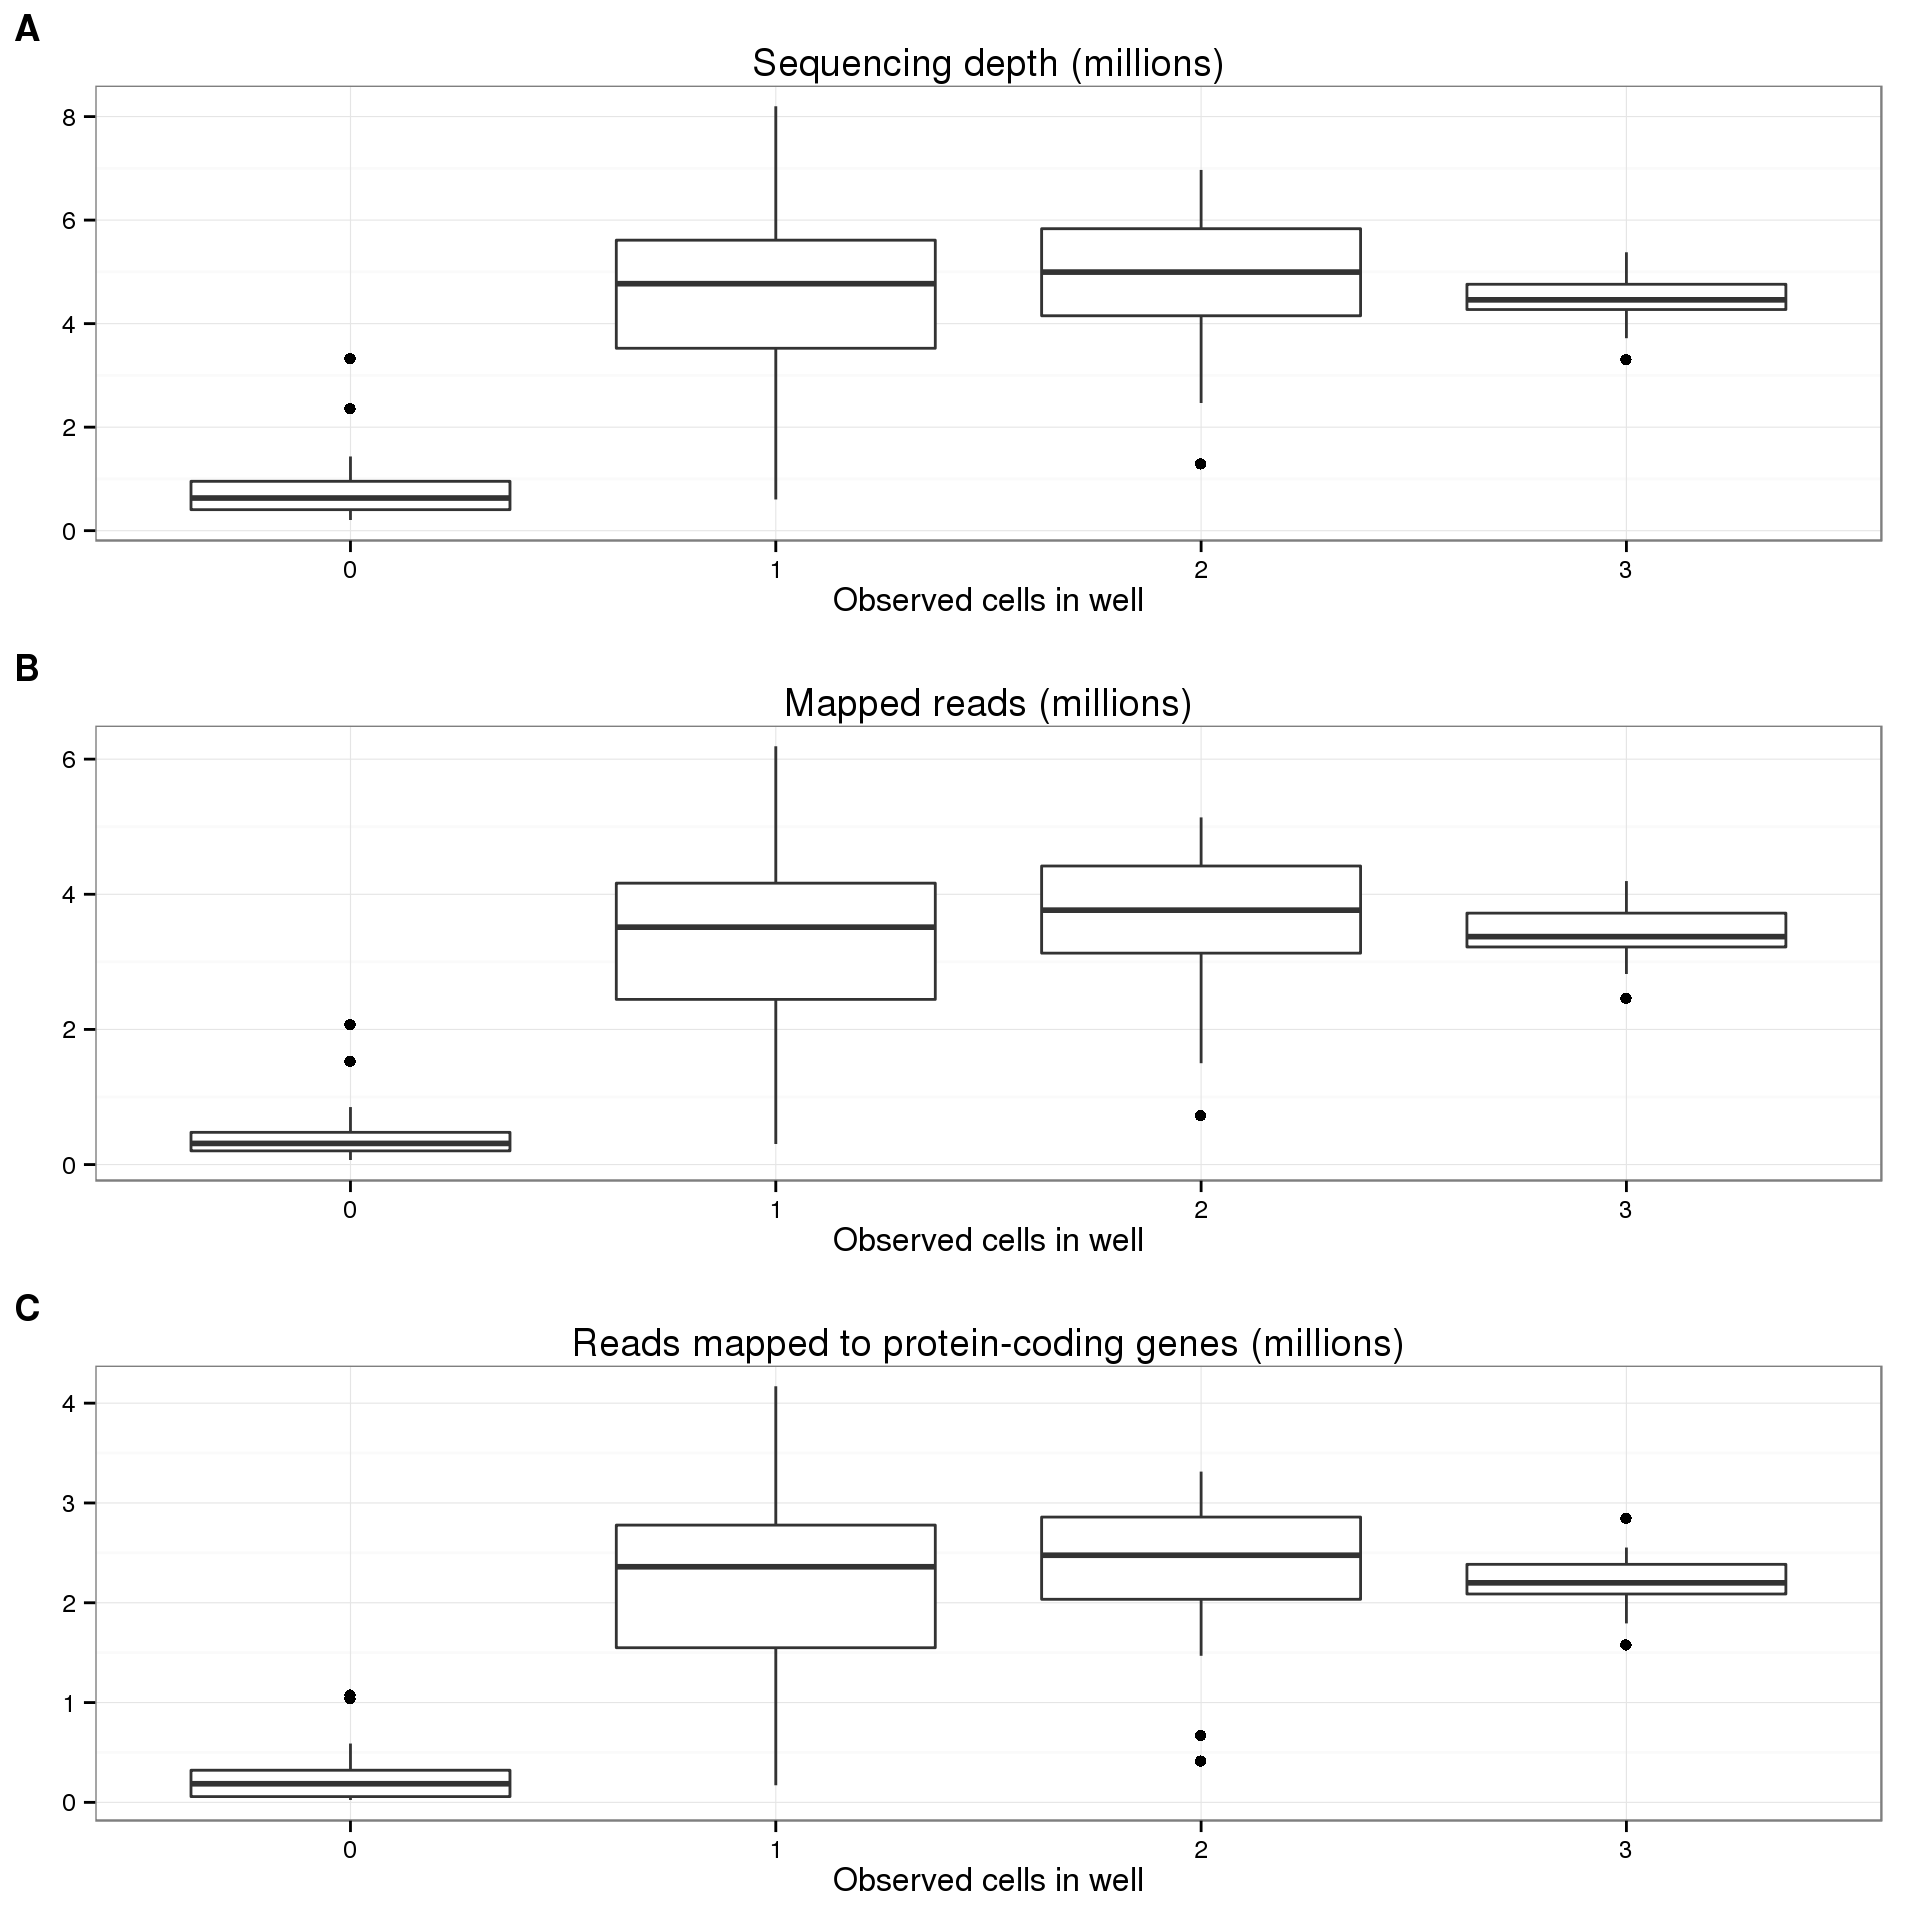 A
Sequencing depth (millions)
8
6
4
2
0
0 1 2 3
Observed cells in well
B
Mapped reads (millions)
6
4
2
0
0 1 2 3
Observed cells in well
C
Reads mapped to protein-coding genes (millions)
4
3
2
1
0
0 1 2 3
Observed cells in well